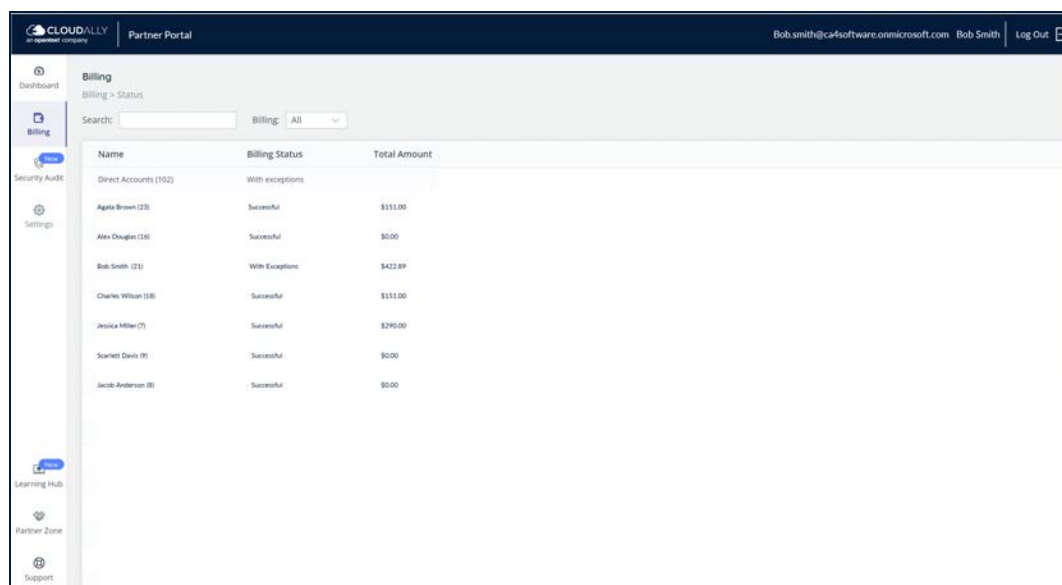 CLOUDALLY
an opentext company
Partner Portal
Bob.smith@ca4software.onmicrosoft.com Bob Smith
Log Out
Dashboard
Billing
New
Security Audit
Settings
New
Learning Hub
Partner Zone
Support
Billing
Billing > Status
Search:
Billing: All
Name Billing Status Total Amount
Direct Accounts (102) With exceptions
Agata Brown (23) Successful $151.00
Alex Douglas (16) Successful $0.00
Bob Smith (21) With Exceptions $422.89
Charles Wilson (18) Successful $151.00
Jessica Miller (7) Successful $290.00
Scarlett Davis (9) Successful $0.00
Jacob Anderson (8) Successful $0.00